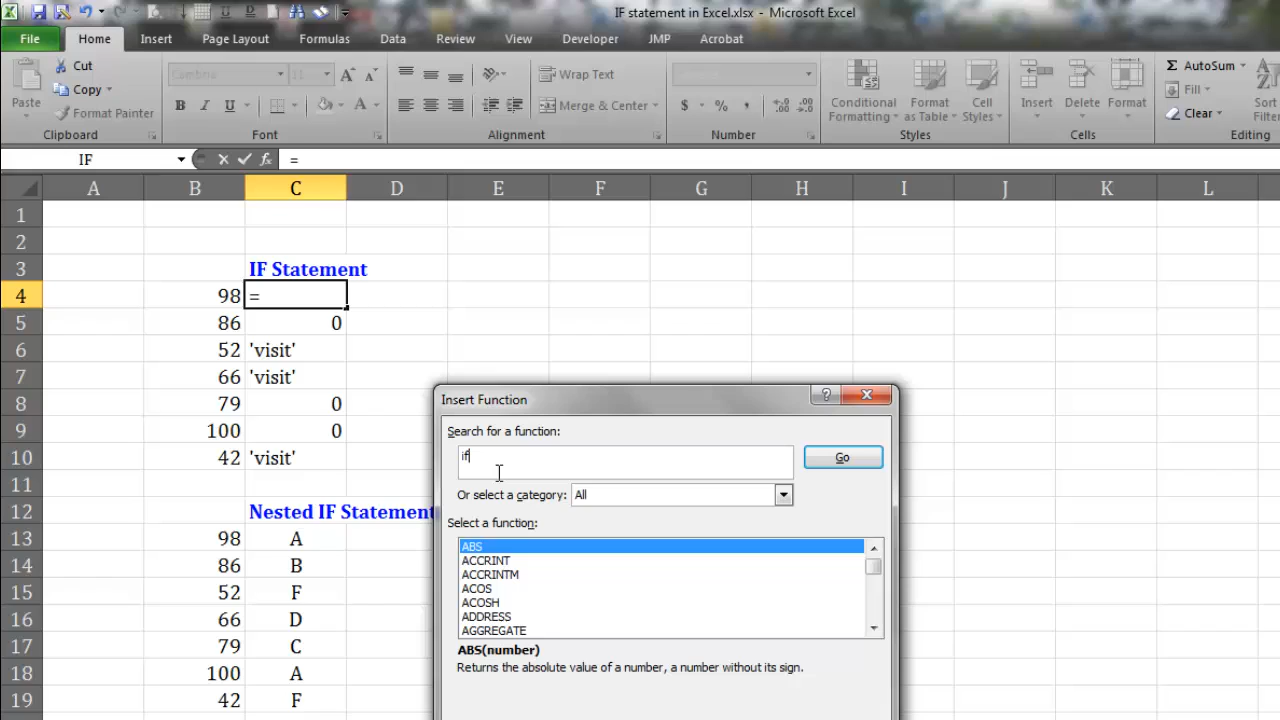 IF statement in Excel.xlsx - Microsoft Excel
File Home Insert Page Layout Formulas Data Review View Developer JMP Acrobat
Paste
Cut
Copy
Format Painter
Clipboard
Cambria 11 A A
B I U A
Font
Wrap Text
Merge & Center
Alignment
$ % ,
Number
Conditional Formatting
Format as Table
Cell Styles
Styles
Insert Delete Format
Cells
Σ AutoSum
Fill
Clear
Sort
Filter
Editing
IF fx =
A B C D E F G H I J K L
1
2
3 IF Statement
4 98 =
5 86 0
6 52 'visit'
7 66 'visit'
8 79 0
9 100 0
10 42 'visit'
11
12 Nested IF Statement
13 98 A
14 86 B
15 52 F
16 66 D
17 79 C
18 100 A
19 42 F
Insert Function
Search for a function:
if
Go
Or select a category: All
Select a function:
ABS
ACCRINT
ACCRINTM
ACOS
ACOSH
ADDRESS
AGGREGATE
ABS(number)
Returns the absolute value of a number, a number without its sign.